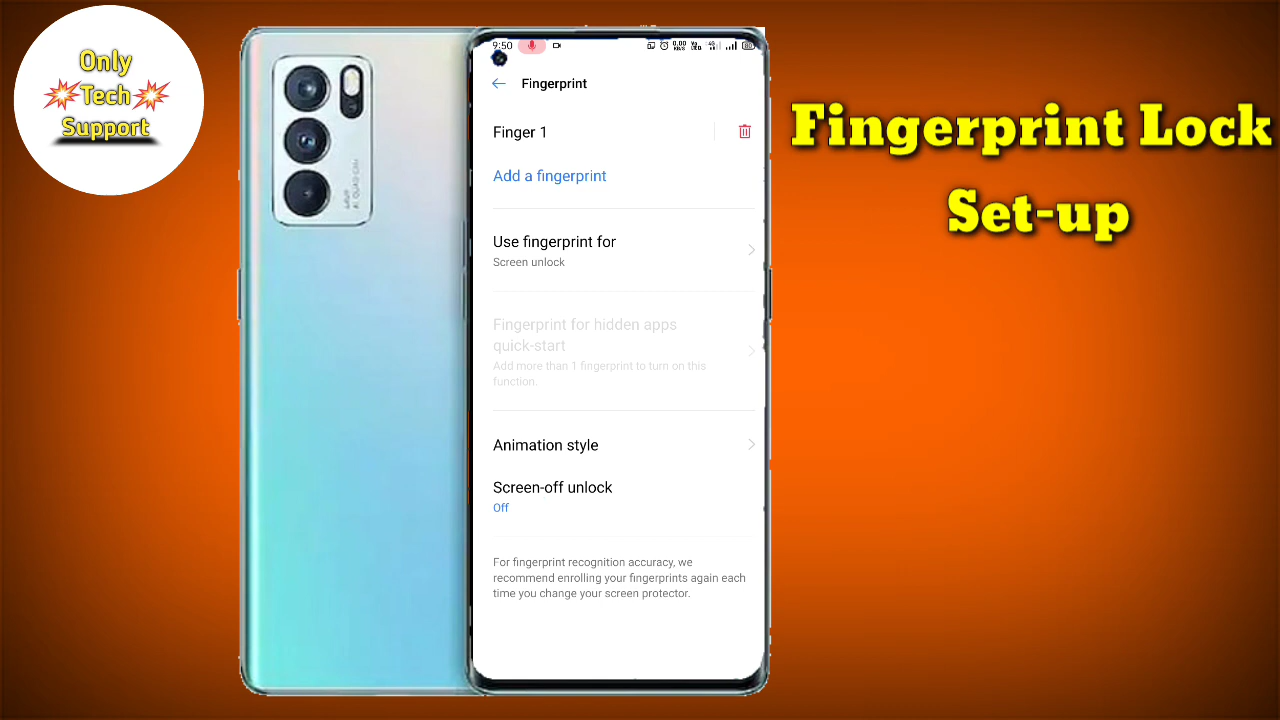 Only
Tech
Support
9:50
Fingerprint
Finger 1
Add a fingerprint
Use fingerprint for
Screen unlock
Fingerprint for hidden apps
quick-start
Add more than 1 fingerprint to turn on this
function.
Animation style
Screen-off unlock
Off
For fingerprint recognition accuracy, we
recommend enrolling your fingerprints again each
time you change your screen protector.
Fingerprint Lock
Set-up